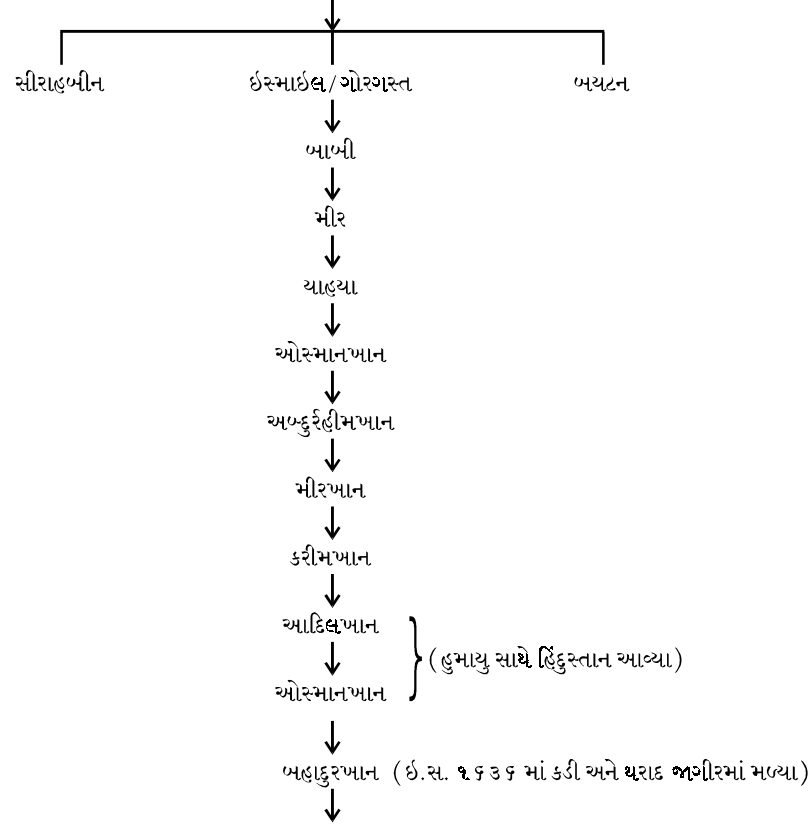 સીરાહબીન ઇસ્માઇલ/ગોરગસ્ત બયટન
બાબી
મીર
યાહયા
ઓસ્માનખાન
અબ્દુર્રહીમખાન
મીરખાન
કરીમખાન
આદિલખાન
(હુમાયુ સાથે હિંદુસ્તાન આવ્યા)
ઓસ્માનખાન
બહાદુરખાન (ઇ.સ. ૧૬૩૬ માં કડી અને થરાદ જાગીરમાં મળ્યા)